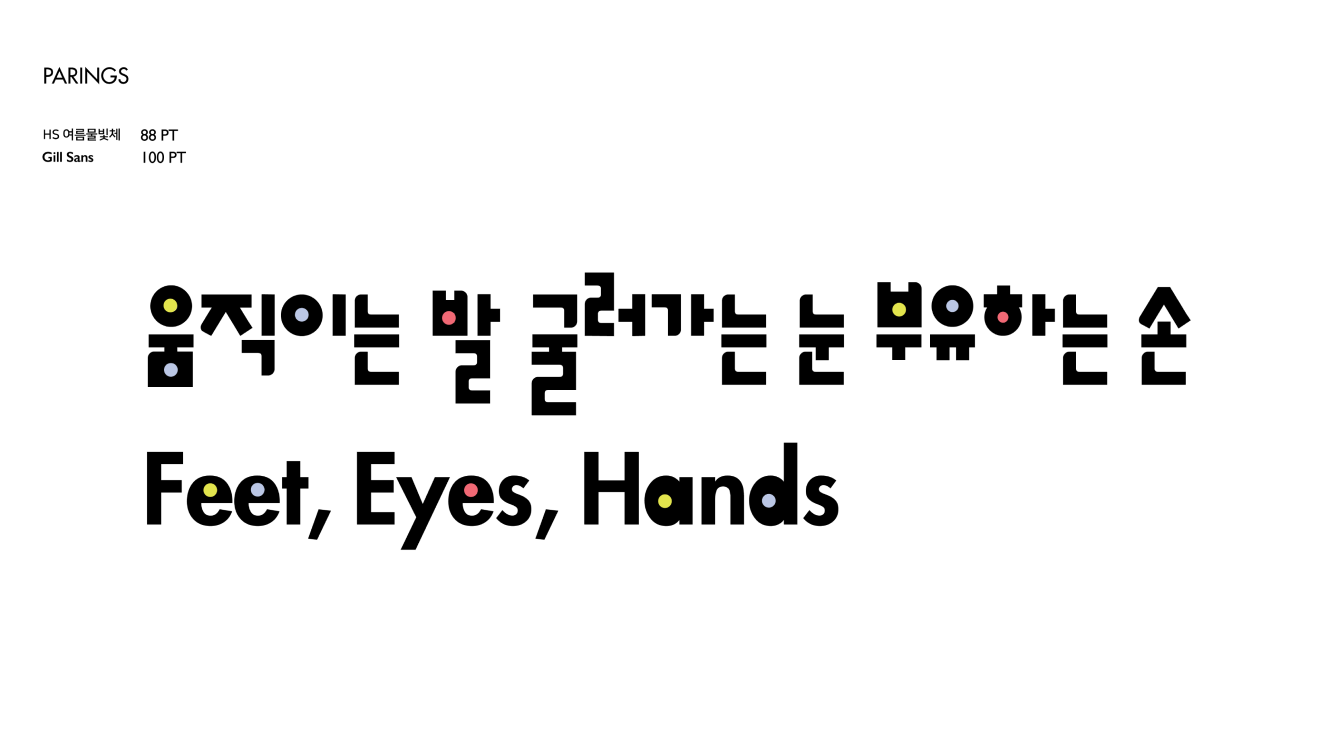 PARINGS
HS 여름물빛체 88 PT
Gill Sans 100 PT
움직이는 발 굴러가는 눈 부유하는 손
Feet, Eyes, Hands